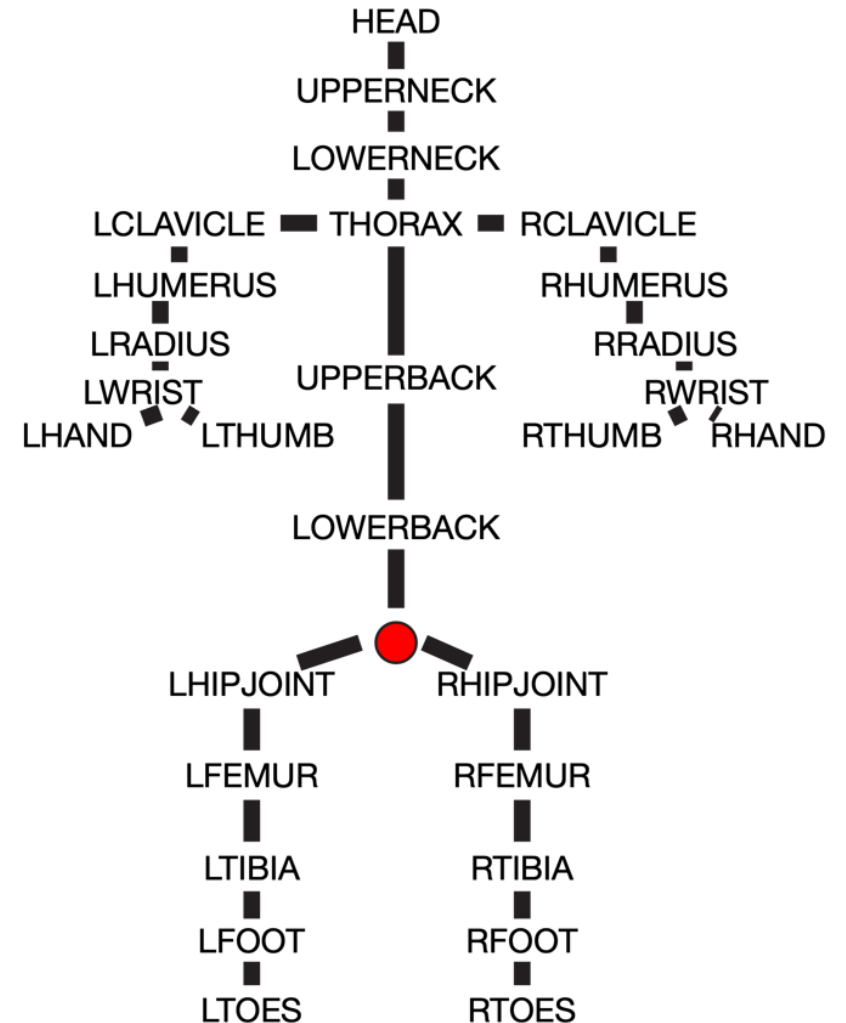 HEAD
UPPERNECK
LOWERNECK
LCLAVICLE THORAX RCLAVICLE
LHUMERUS RHUMERUS
LRADIUS RRADIUS
UPPERBACK
LWRIST RWRIST
LHAND LTHUMB RTHUMB RHAND
LOWERBACK
LHIPJOINT RHIPJOINT
LFEMUR RFEMUR
LTIBIA RTIBIA
LFOOT RFOOT
LTOES RTOES